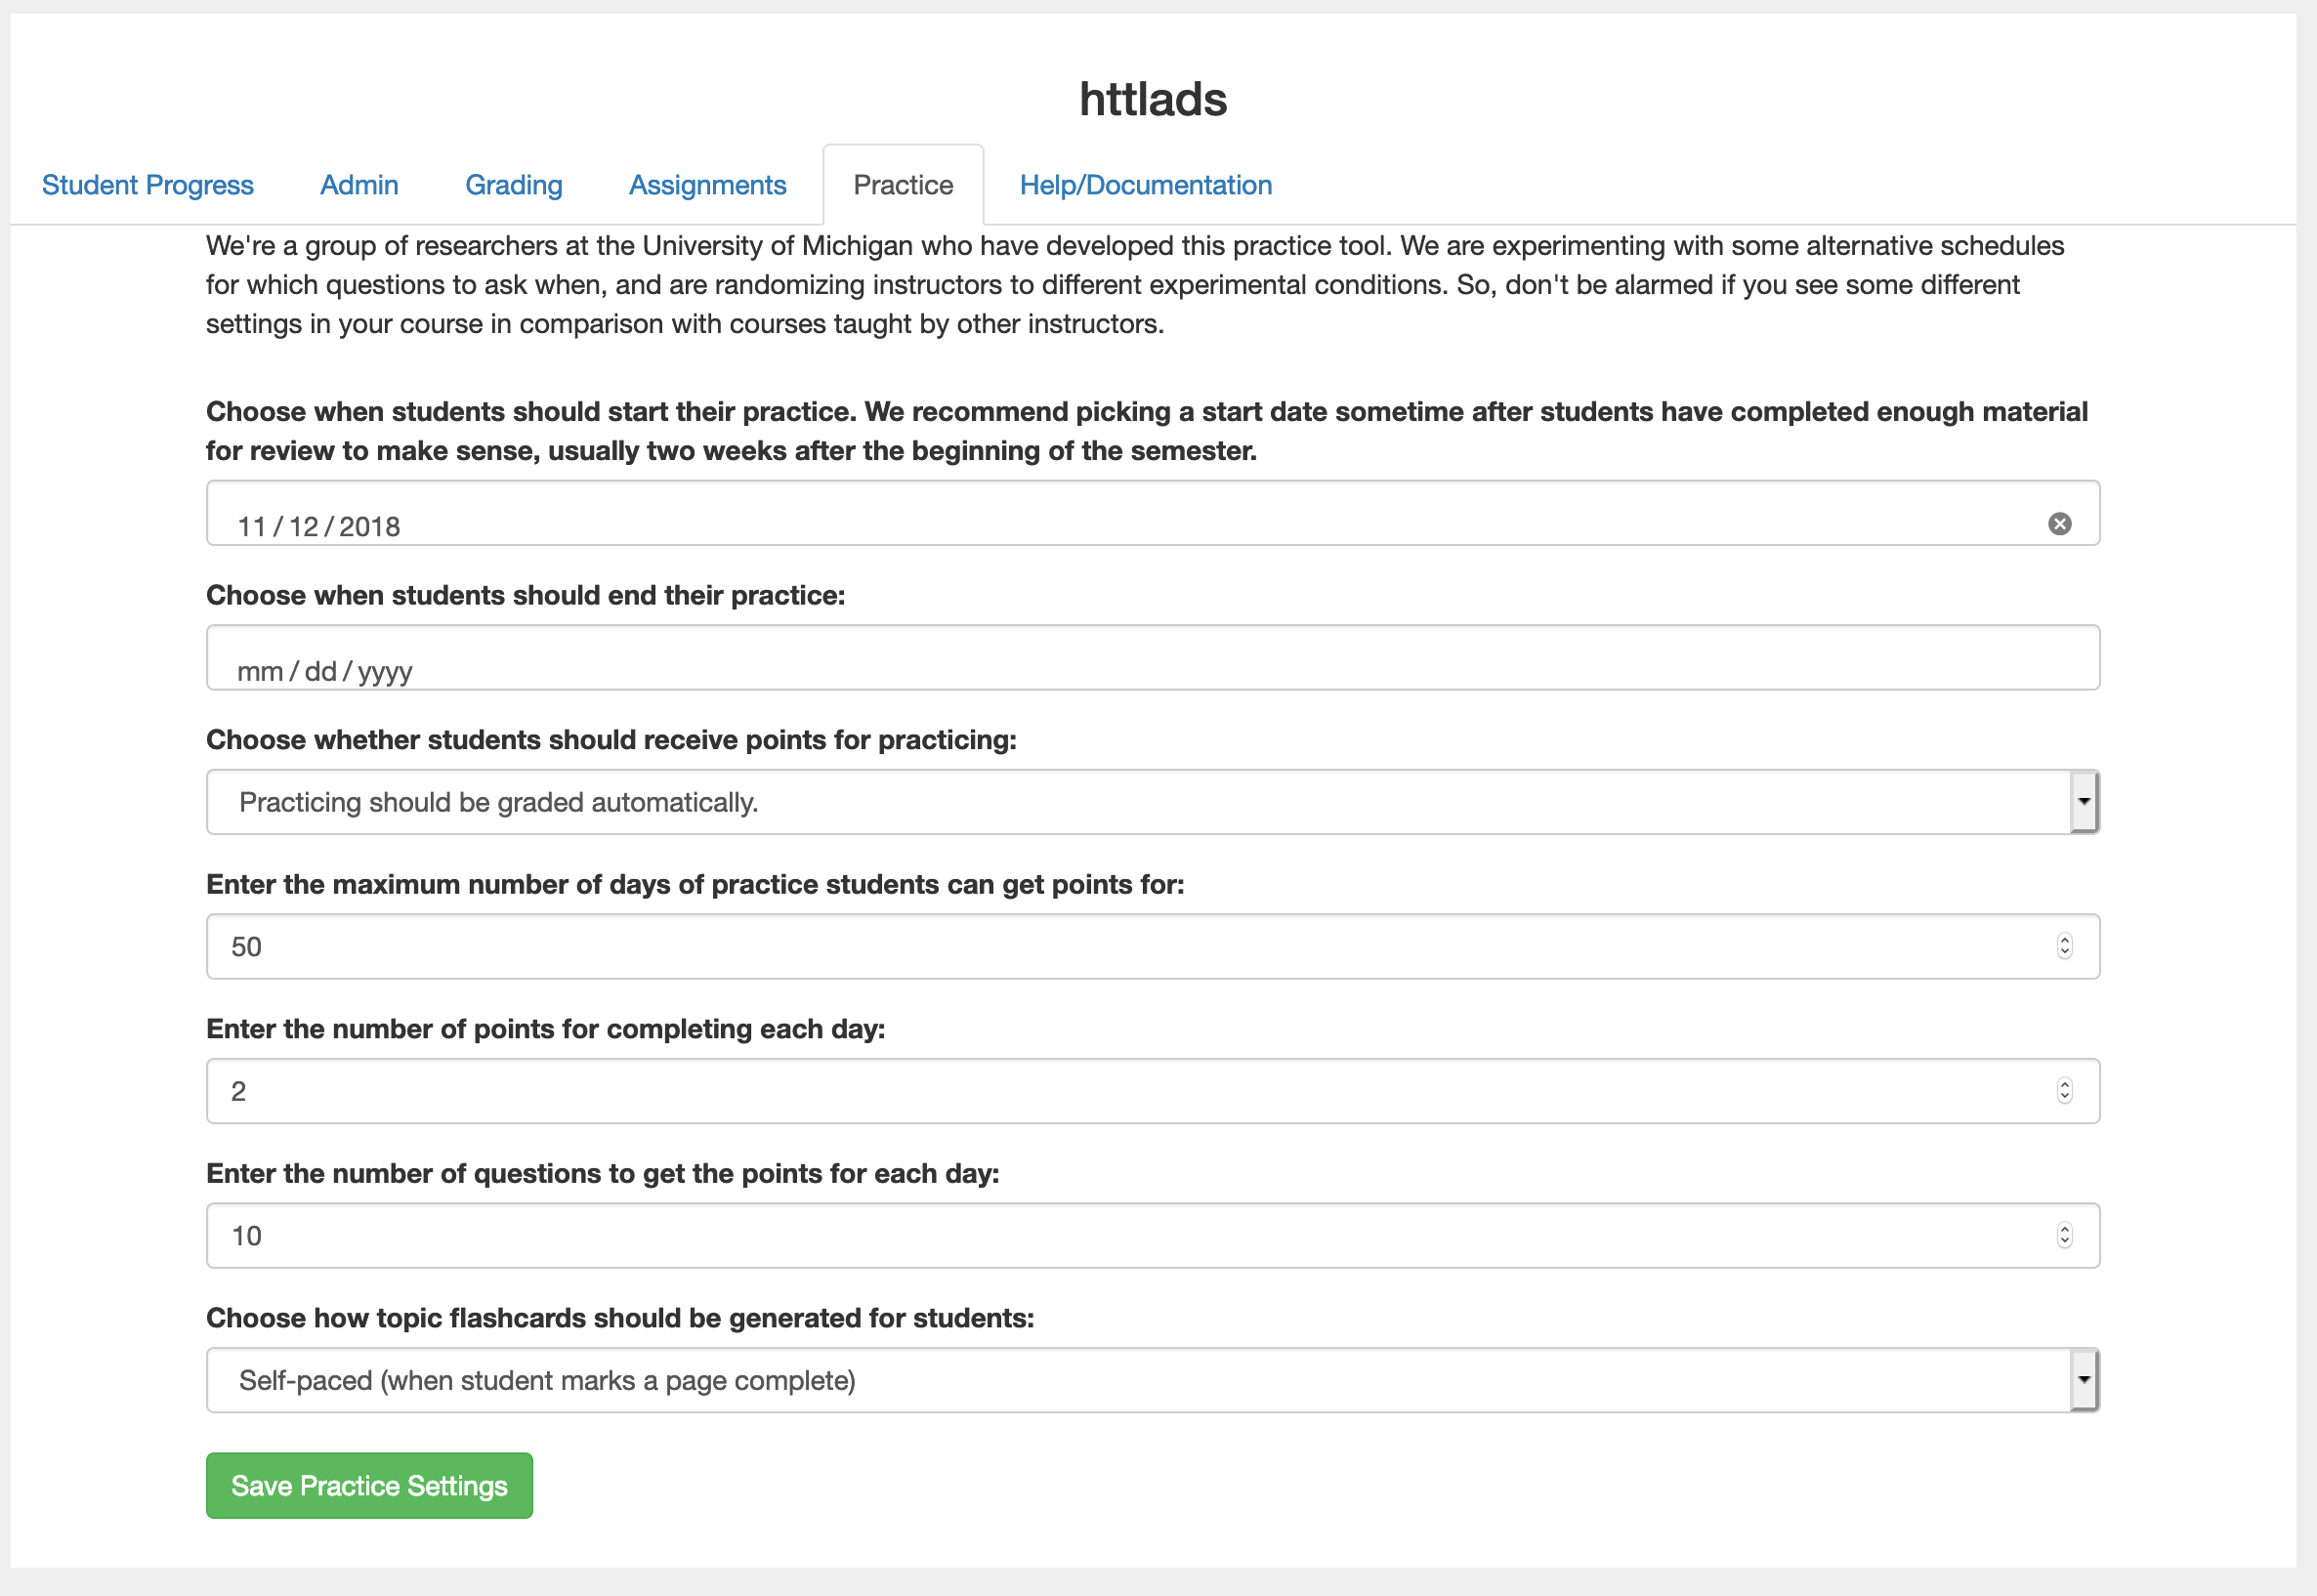 httlads
Student Progress Admin Grading Assignments Practice Help/Documentation
We're a group of researchers at the University of Michigan who have developed this practice tool. We are experimenting with some alternative schedules
for which questions to ask when, and are randomizing instructors to different experimental conditions. So, don't be alarmed if you see some different
settings in your course in comparison with courses taught by other instructors.
Choose when students should start their practice. We recommend picking a start date sometime after students have completed enough material
for review to make sense, usually two weeks after the beginning of the semester.
11 / 12 / 2018
Choose when students should end their practice:
mm / dd / yyyy
Choose whether students should receive points for practicing:
Practicing should be graded automatically.
Enter the maximum number of days of practice students can get points for:
50
Enter the number of points for completing each day:
2
Enter the number of questions to get the points for each day:
10
Choose how topic flashcards should be generated for students:
Self-paced (when student marks a page complete)
Save Practice Settings